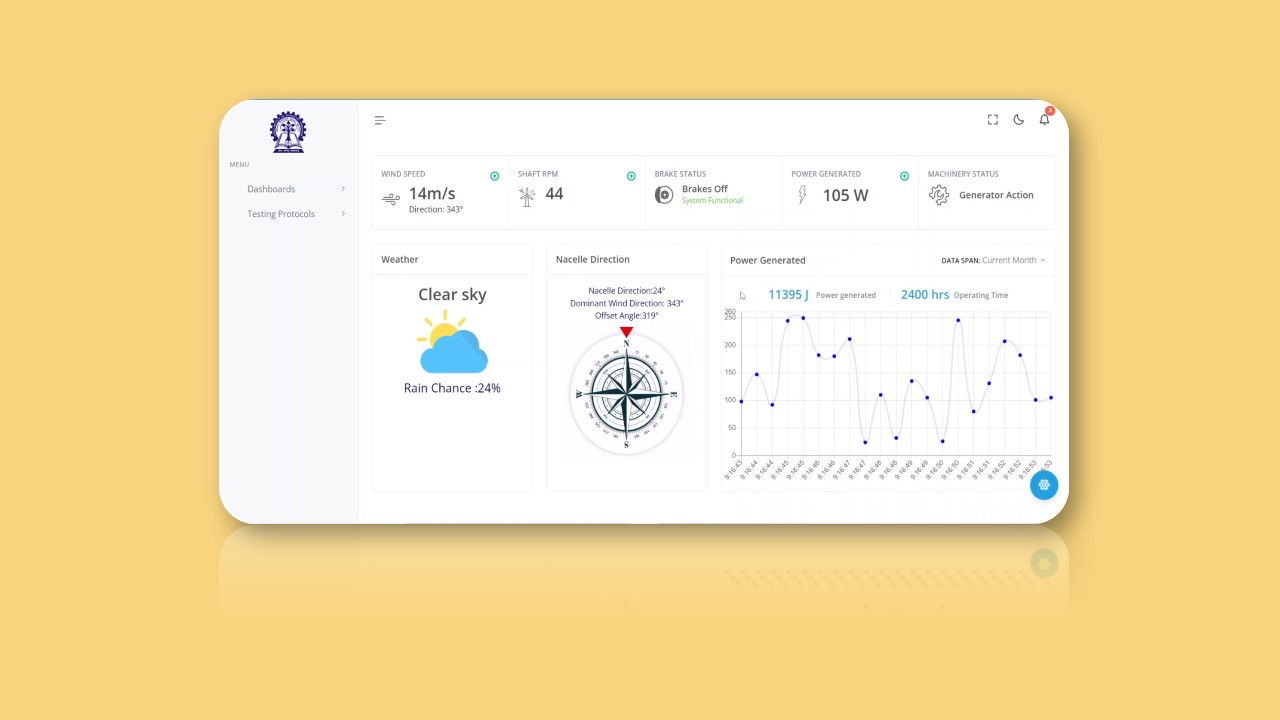 MENU
Dashboards
Testing Protocols
3
WIND SPEED
14m/s
Direction: 343°
SHAFT RPM
44
BRAKE STATUS
Brakes Off
System Functional
POWER GENERATED
105 W
MACHINERY STATUS
Generator Action
Weather
Clear sky
Rain Chance :24%
Nacelle Direction
Nacelle Direction:24°
Dominant Wind Direction: 343°
Offset Angle:319°
N
W
E
S
Power Generated
DATA SPAN: Current Month
11395 J Power generated
2400 hrs Operating Time
260
250
200
150
100
50
0
9:16:43
9:16:44
9:16:44
9:16:45
9:16:45
9:16:46
9:16:46
9:16:47
9:16:47
9:16:48
9:16:48
9:16:49
9:16:49
9:16:50
9:16:50
9:16:51
9:16:51
9:16:52
9:16:52
9:16:53